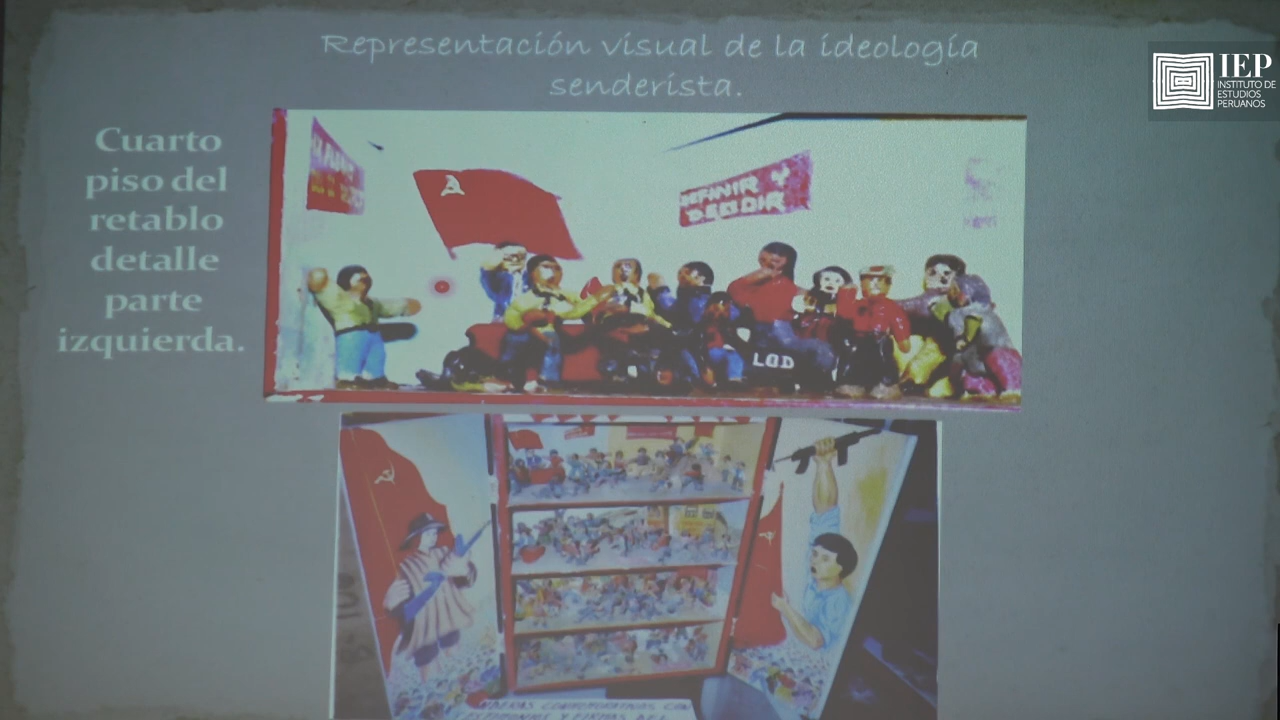 Representación visual de la ideología
senderista.
IEP
INSTITUTO DE
ESTUDIOS
PERUANOS
Cuarto
piso del
retablo
detalle
parte
izquierda.
DEFINIR Y
DECIDIR
LOD